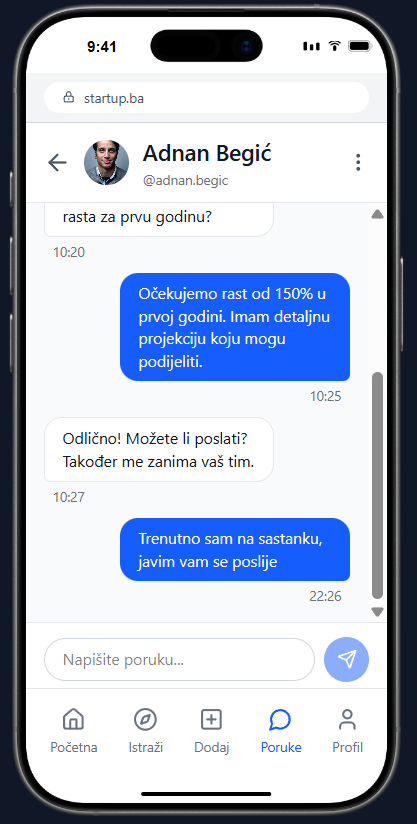 9:41
startup.ba
Adnan Begić
@adnan.begic
rasta za prvu godinu?
10:20
Očekujemo rast od 150% u
prvoj godini. Imam detaljnu
projekciju koju mogu
podijeliti.
10:25
Odlično! Možete li poslati?
Također me zanima vaš tim.
10:27
Trenutno sam na sastanku,
javim vam se poslije
22:26
Napišite poruku...
Početna Istraži Dodaj Poruke Profil